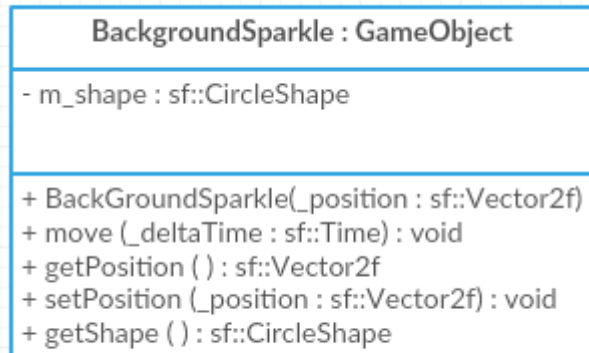 BackgroundSparkle : GameObject
- m_shape : sf::CircleShape
+ BackGroundSparkle(_position : sf::Vector2f)
+ move (_deltaTime : sf::Time) : void
+ getPosition ( ) : sf::Vector2f
+ setPosition (_position : sf::Vector2f) : void
+ getShape ( ) : sf::CircleShape